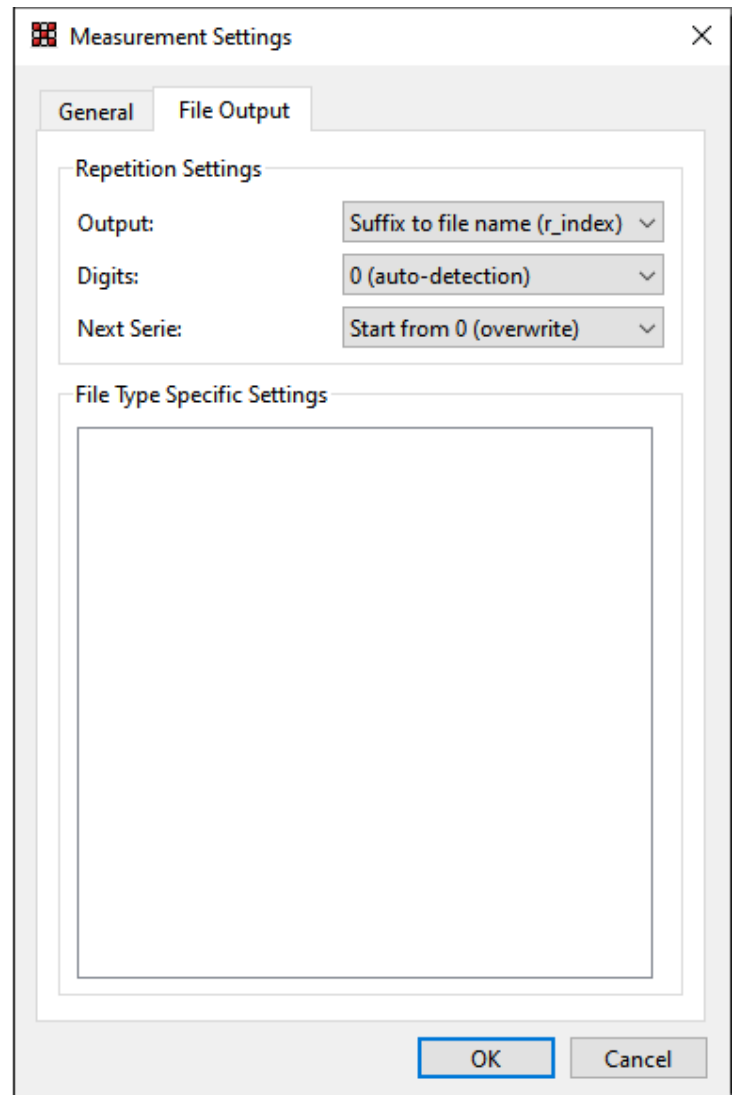 Measurement Settings
General File Output
Repetition Settings
Output: Suffix to file name (r_index)
Digits: 0 (auto-detection)
Next Serie: Start from 0 (overwrite)
File Type Specific Settings
OK Cancel